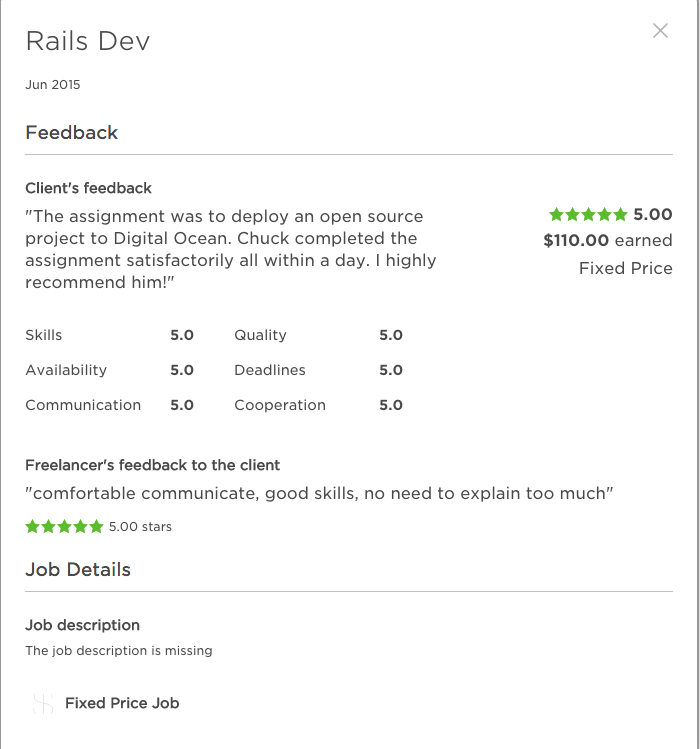 Rails Dev
Jun 2015
Feedback
Client's feedback
"The assignment was to deploy an open source
project to Digital Ocean. Chuck completed the
assignment satisfactorily all within a day. I highly
recommend him!"
5.00
$110.00 earned
Fixed Price
Skills 5.0 Quality 5.0
Availability 5.0 Deadlines 5.0
Communication 5.0 Cooperation 5.0
Freelancer's feedback to the client
"comfortable communicate, good skills, no need to explain too much"
5.00 stars
Job Details
Job description
The job description is missing
Fixed Price Job